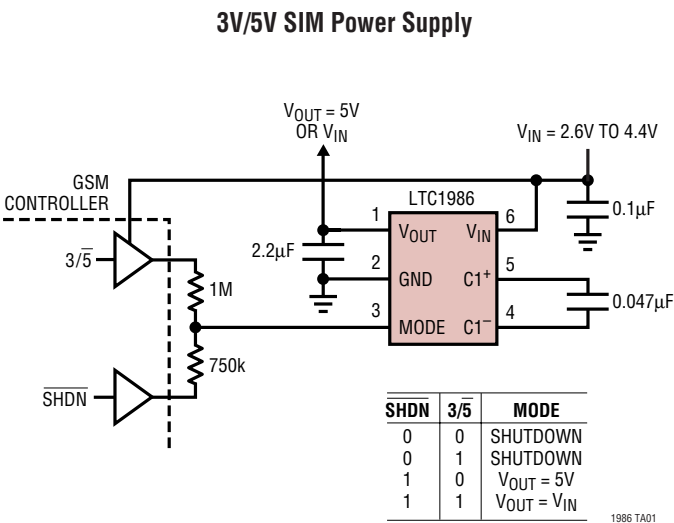 3V/5V SIM Power Supply
V_OUT = 5V
OR V_IN
V_IN = 2.6V TO 4.4V
GSM
CONTROLLER
LTC1986
0.1µF
3/5̅
1
V_OUT
V_IN
6
2.2µF
2
GND
C1⁺
5
1M
0.047µF
3
MODE
C1⁻
4
750k
S̅H̅D̅N̅
S̅H̅D̅N̅ 3/5̅ MODE
0 0 SHUTDOWN
0 1 SHUTDOWN
1 0 V_OUT = 5V
1 1 V_OUT = V_IN
1986 TA01